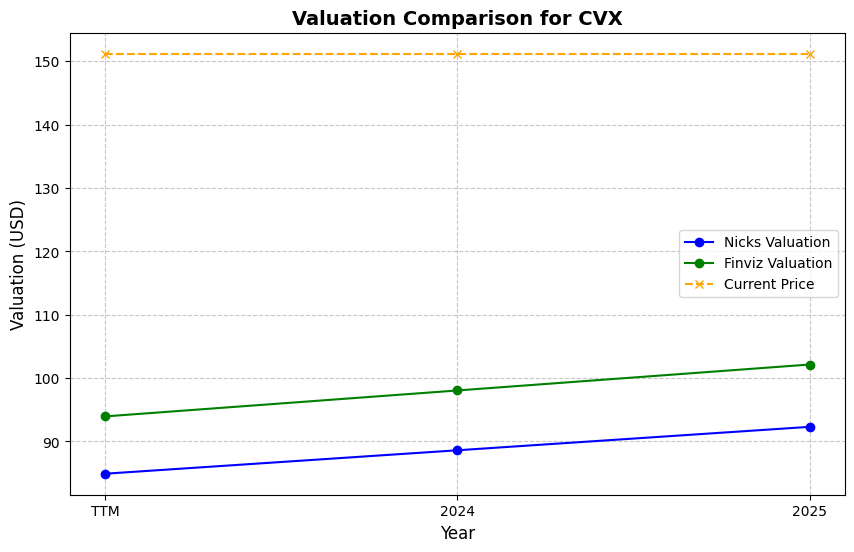 Valuation Comparison for CVX
Valuation (USD)
150
140
130
120
110
100
90
Nicks Valuation
Finviz Valuation
Current Price
TTM
2024
2025
Year